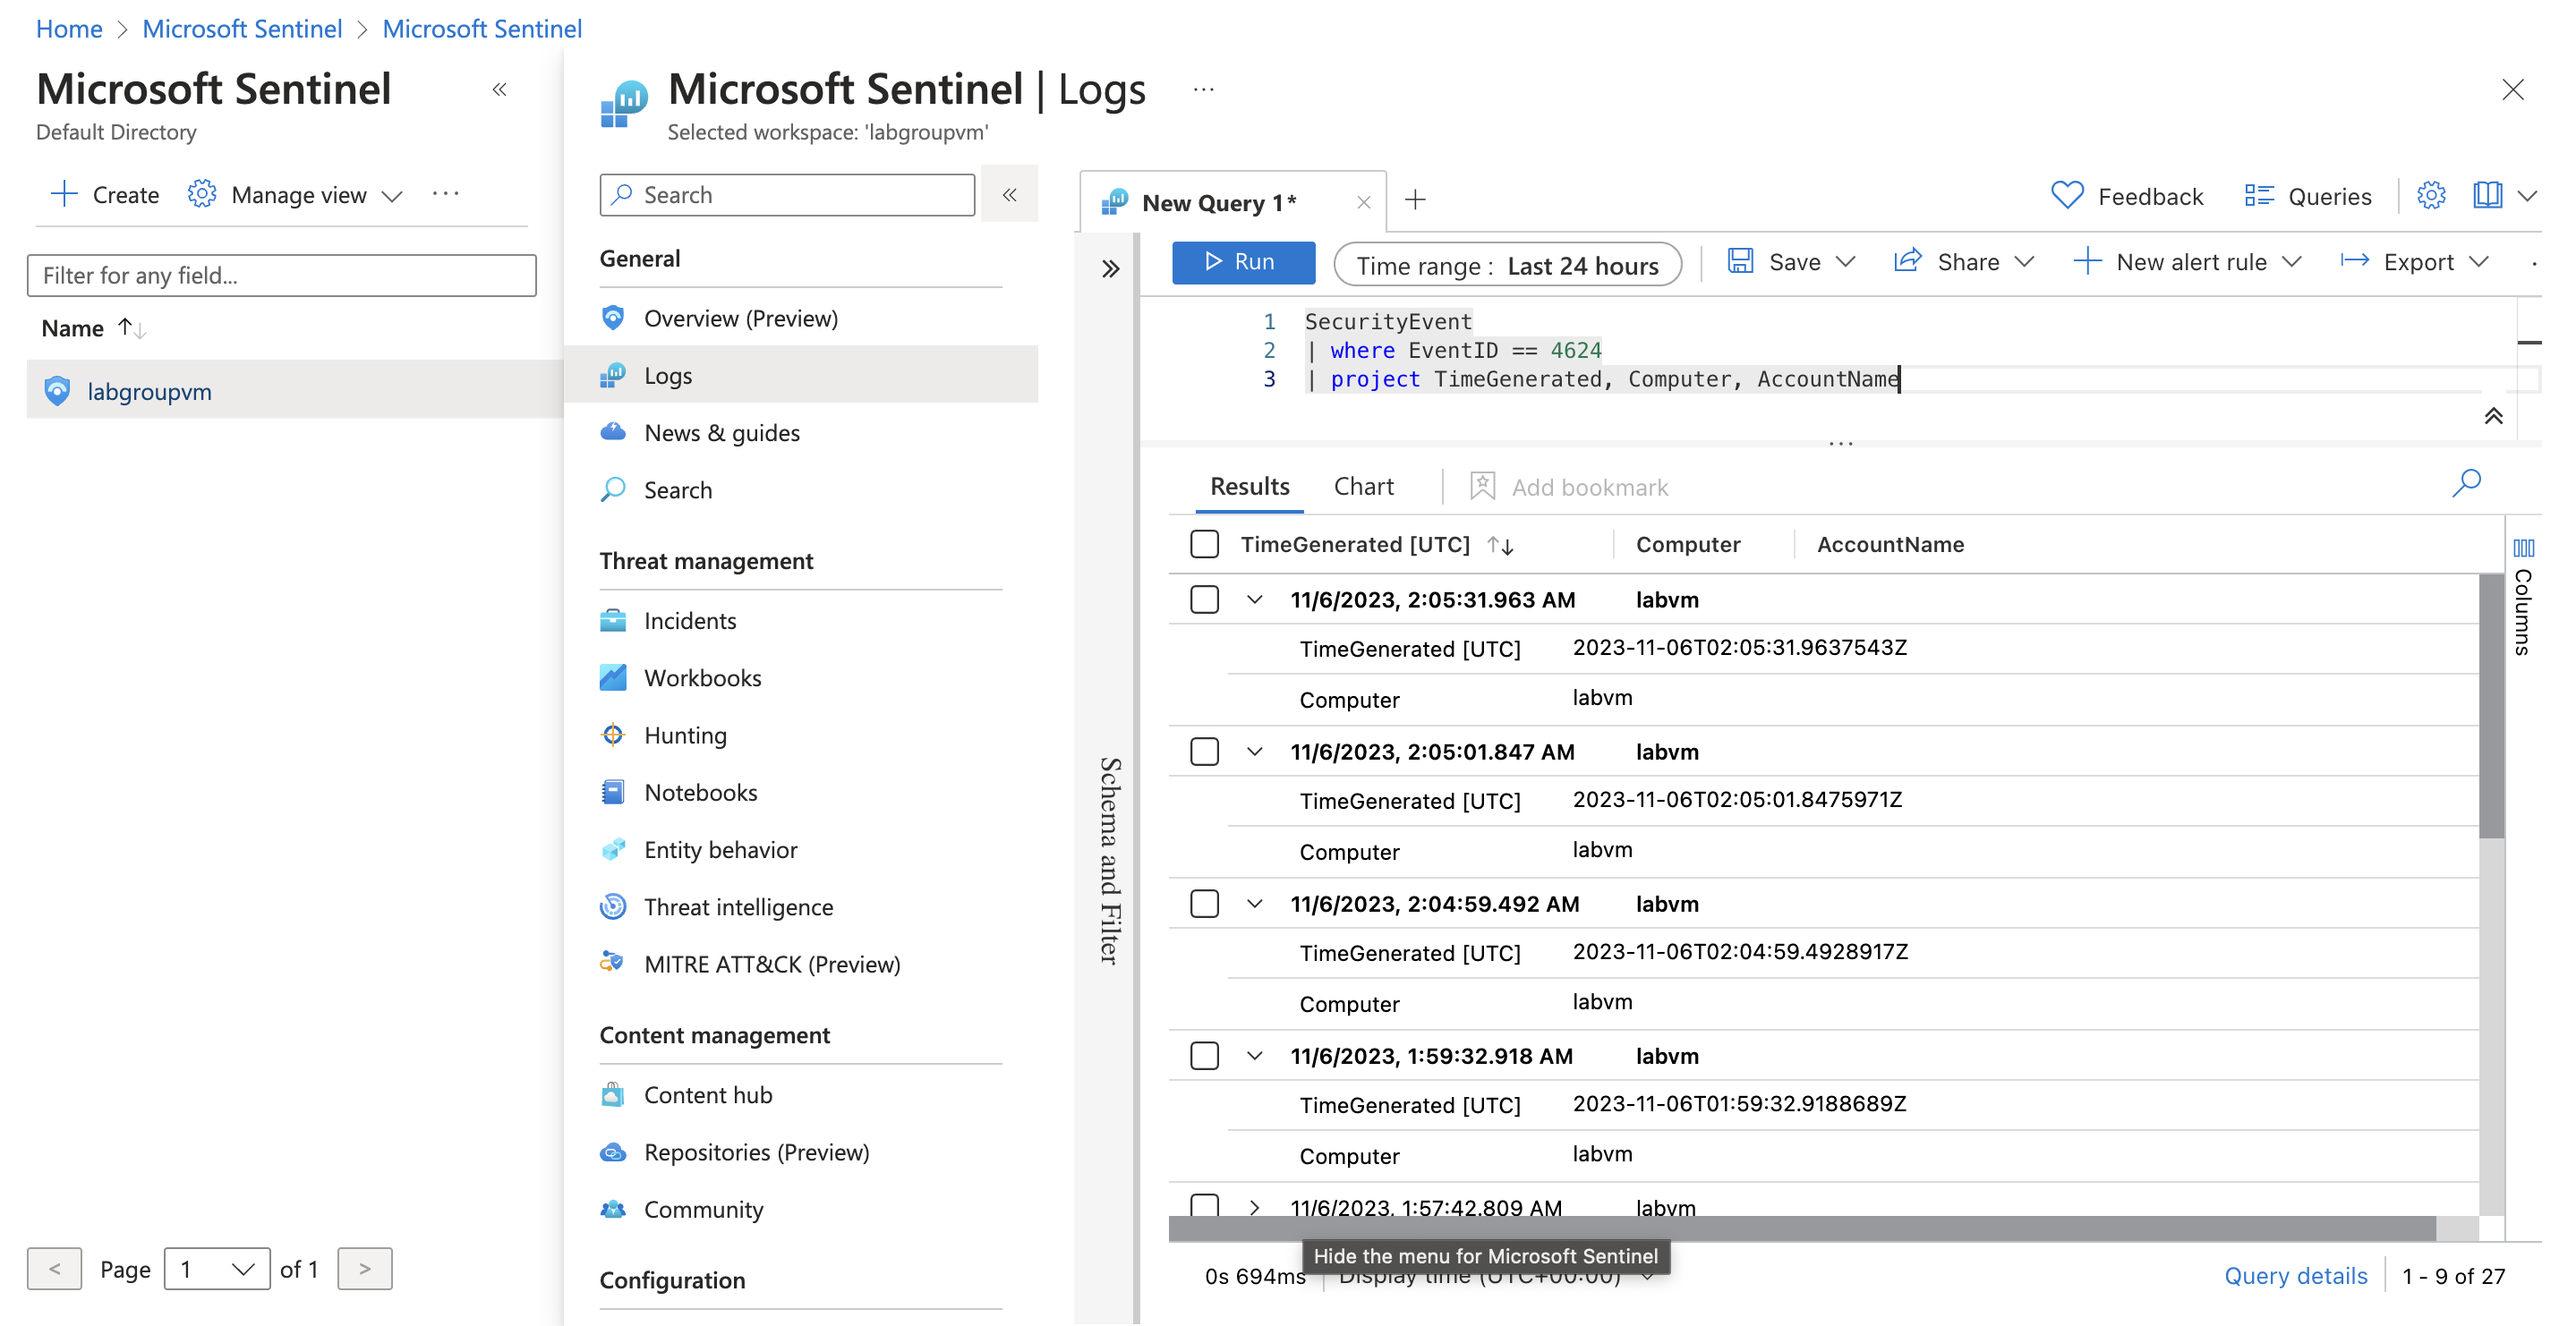 Home > Microsoft Sentinel > Microsoft Sentinel
Microsoft Sentinel «
Default Directory
+ Create Manage view ···
Filter for any field...
Name ↑↓
labgroupvm
< Page 1 of 1 >
Microsoft Sentinel | Logs ···
Selected workspace: 'labgroupvm'
Search «
General
Overview (Preview)
Logs
News & guides
Search
Threat management
Incidents
Workbooks
Hunting
Notebooks
Entity behavior
Threat intelligence
MITRE ATT&CK (Preview)
Content management
Content hub
Repositories (Preview)
Community
Configuration
New Query 1* × +
Feedback Queries
Run Time range : Last 24 hours Save Share New alert rule Export
Schema and Filter
1 SecurityEvent
2 | where EventID == 4624
3 | project TimeGenerated, Computer, AccountName
···
Results Chart Add bookmark
TimeGenerated [UTC] ↑↓ Computer AccountName
11/6/2023, 2:05:31.963 AM labvm
TimeGenerated [UTC] 2023-11-06T02:05:31.9637543Z
Computer labvm
11/6/2023, 2:05:01.847 AM labvm
TimeGenerated [UTC] 2023-11-06T02:05:01.8475971Z
Computer labvm
11/6/2023, 2:04:59.492 AM labvm
TimeGenerated [UTC] 2023-11-06T02:04:59.4928917Z
Computer labvm
11/6/2023, 1:59:32.918 AM labvm
TimeGenerated [UTC] 2023-11-06T01:59:32.9188689Z
Computer labvm
11/6/2023, 1:57:42.809 AM labvm
Columns
Hide the menu for Microsoft Sentinel
0s 694ms Display time (UTC+00:00) Query details 1 - 9 of 27